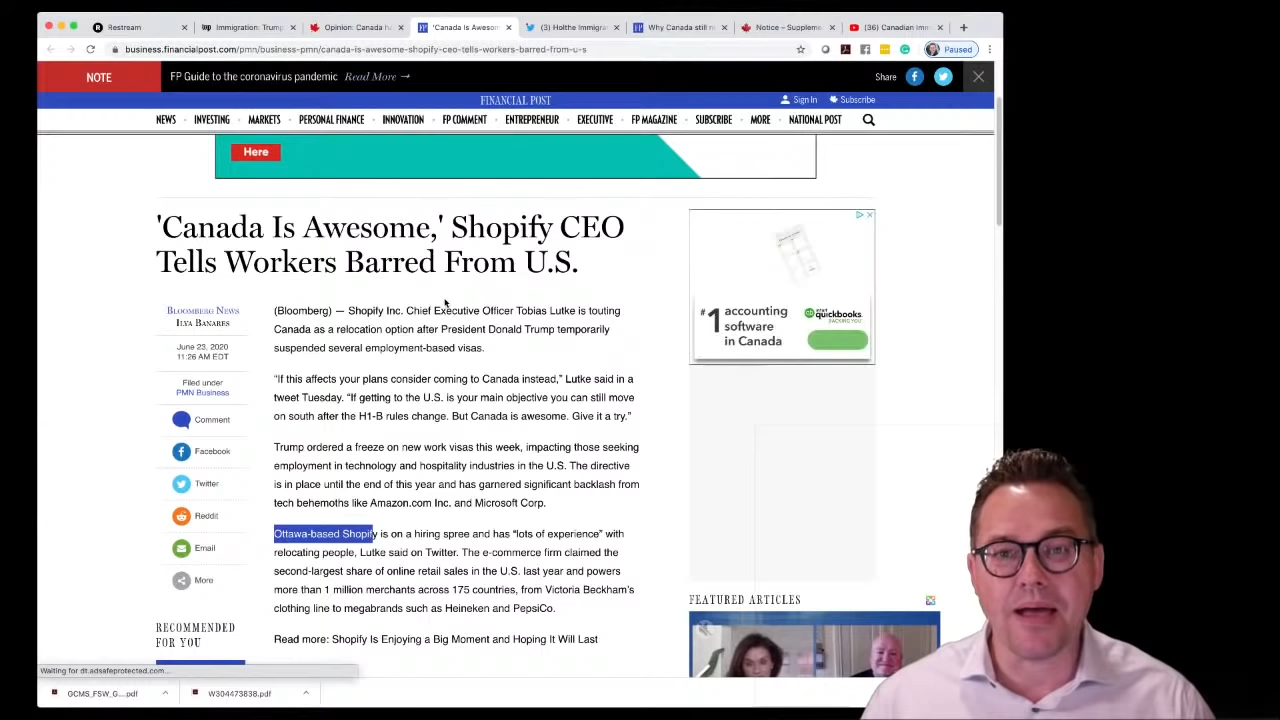 Restream
Immigration: Trump
Opinion: Canada ha
'Canada Is Awesom
(3) Holthe Immigra
Why Canada still n
Notice – Suppleme
(36) Canadian Imm
business.financialpost.com/pmn/business-pmn/canada-is-awesome-shopify-ceo-tells-workers-barred-from-u-s
Paused
NOTE
FP Guide to the coronavirus pandemic Read More →
Share
FINANCIAL POST
Sign In
Subscribe
NEWS
INVESTING
MARKETS
PERSONAL FINANCE
INNOVATION
FP COMMENT
ENTREPRENEUR
EXECUTIVE
FP MAGAZINE
SUBSCRIBE
MORE
NATIONAL POST
Here
'Canada Is Awesome,' Shopify CEO
Tells Workers Barred From U.S.
BLOOMBERG NEWS
ILYA BANARES
June 23, 2020
11:26 AM EDT
Filed under
PMN Business
Comment
Facebook
Twitter
Reddit
Email
More
RECOMMENDED
FOR YOU
(Bloomberg) — Shopify Inc. Chief Executive Officer Tobias Lutke is touting
Canada as a relocation option after President Donald Trump temporarily
suspended several employment-based visas.
“If this affects your plans consider coming to Canada instead,” Lutke said in a
tweet Tuesday. “If getting to the U.S. is your main objective you can still move
on south after the H1-B rules change. But Canada is awesome. Give it a try.”
Trump ordered a freeze on new work visas this week, impacting those seeking
employment in technology and hospitality industries in the U.S. The directive
is in place until the end of this year and has garnered significant backlash from
tech behemoths like Amazon.com Inc. and Microsoft Corp.
Ottawa-based Shopify is on a hiring spree and has “lots of experience” with
relocating people, Lutke said on Twitter. The e-commerce firm claimed the
second-largest share of online retail sales in the U.S. last year and powers
more than 1 million merchants across 175 countries, from Victoria Beckham’s
clothing line to megabrands such as Heineken and PepsiCo.
Read more: Shopify Is Enjoying a Big Moment and Hoping It Will Last
#1 accounting
software
in Canada
quickbooks
FEATURED ARTICLES
Waiting for dt.adsafeprotected.com...
GCMS_FSW_G....pdf
W304473838.pdf